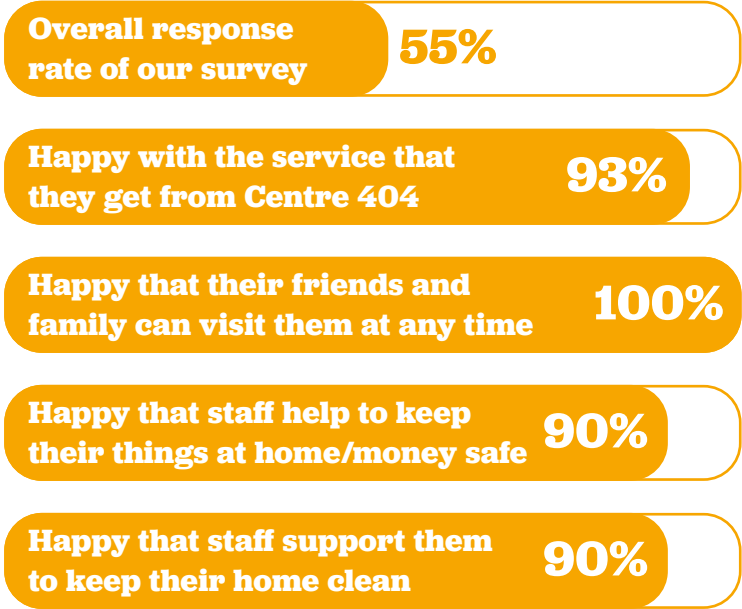 Overall response
rate of our survey
55%
Happy with the service that
they get from Centre 404
93%
Happy that their friends and
family can visit them at any time
100%
Happy that staff help to keep
their things at home/money safe
90%
Happy that staff support them
to keep their home clean
90%